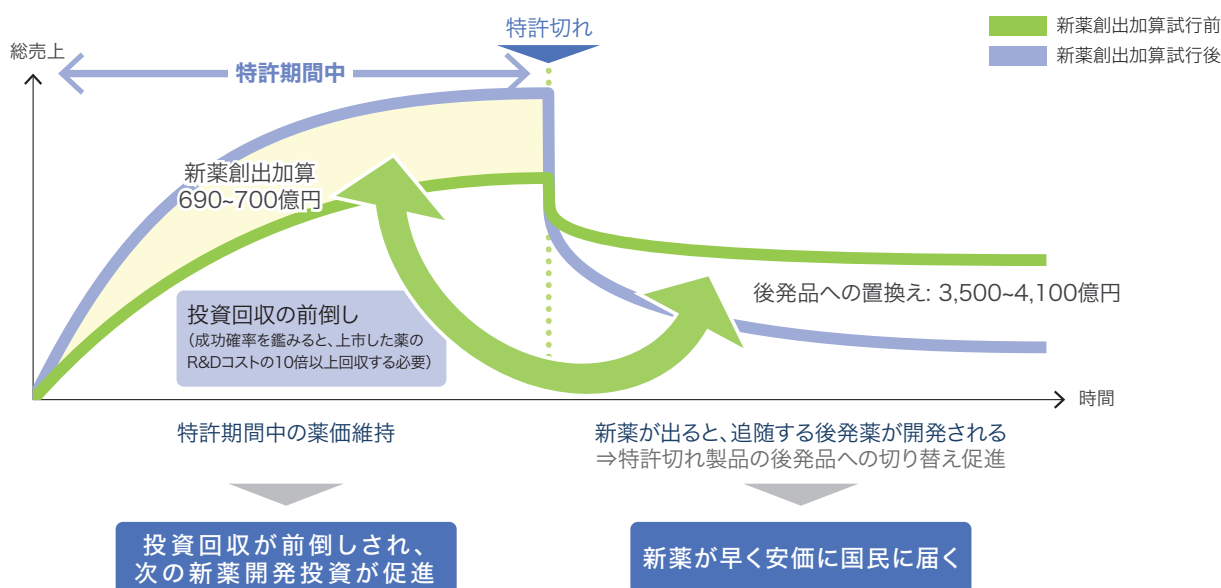 特許切れ
新薬創出加算試行前
新薬創出加算試行後
総売上
特許期間中
新薬創出加算
690~700億円
後発品への置換え: 3,500~4,100億円
投資回収の前倒し
(成功確率を鑑みると、上市した薬の
R&Dコストの10倍以上回収する必要)
時間
特許期間中の薬価維持
新薬が出ると、追随する後発薬が開発される
⇒特許切れ製品の後発品への切り替え促進
投資回収が前倒しされ、
次の新薬開発投資が促進
新薬が早く安価に国民に届く